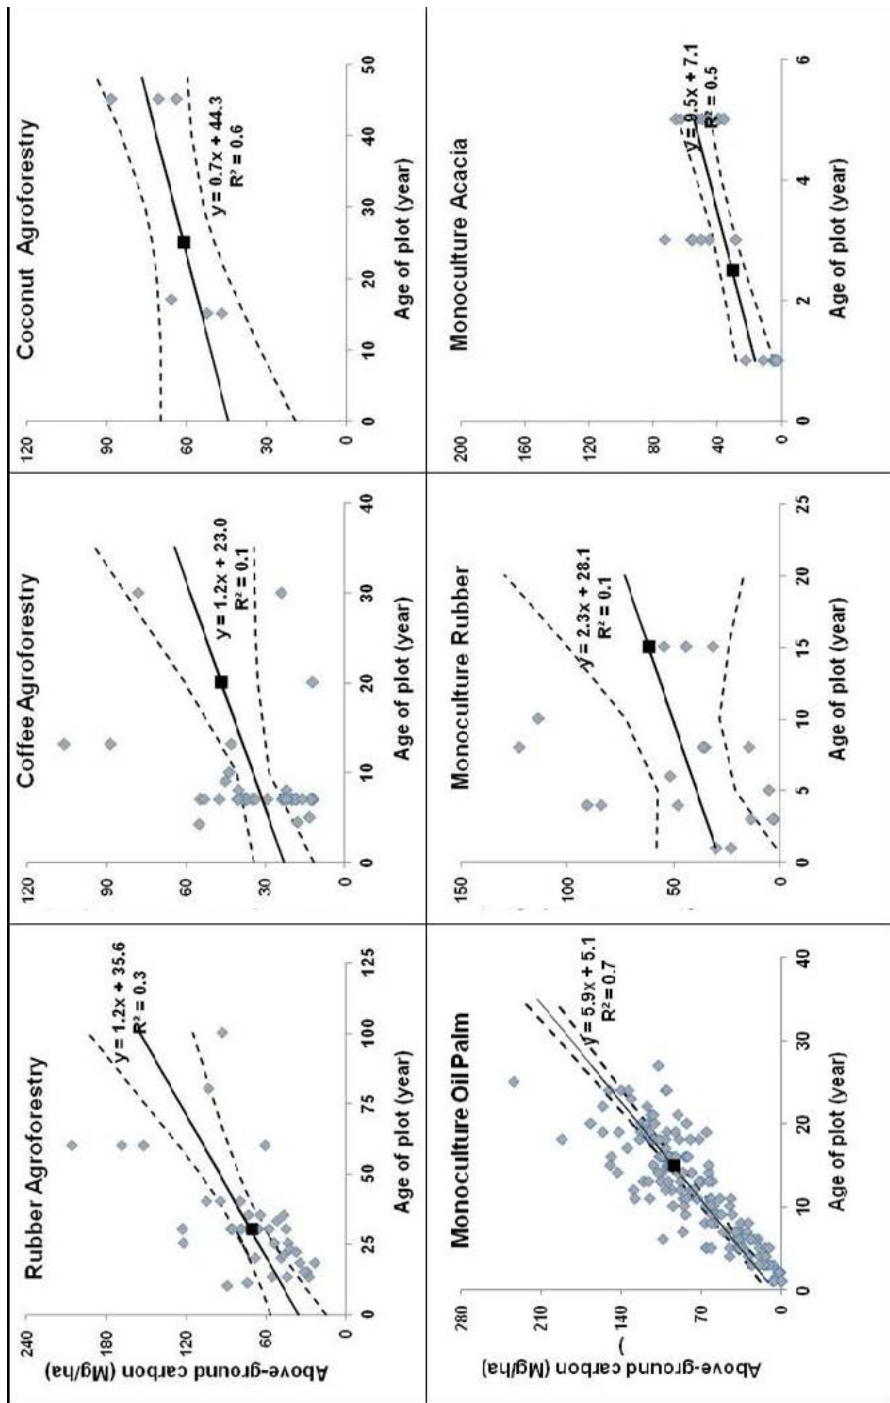 Rubber Agroforestry
Above-ground carbon (Mg/ha)
240
180
120
60
0
y = 1.2x + 35.6
R² = 0.3
0
25
50
75
100
125
Age of plot (year)
Coffee Agroforestry
120
90
60
30
0
y = 1.2x + 23.0
R² = 0.1
0
10
20
30
40
Age of plot (year)
Coconut Agroforestry
120
90
60
30
0
y = 0.7x + 44.3
R² = 0.6
0
10
20
30
40
50
Age of plot (year)
Monoculture Oil Palm
Above-ground carbon (Mg/ha)
)
280
210
140
70
0
y = 5.9x + 5.1
R² = 0.7
0
10
20
30
40
Age of plot (year)
Monoculture Rubber
150
100
50
0
y = 2.3x + 28.1
R² = 0.1
0
5
10
15
20
25
Age of plot (year)
Monoculture Acacia
200
160
120
80
40
0
y = 9.5x + 7.1
R² = 0.5
0
2
4
6
Age of plot (year)